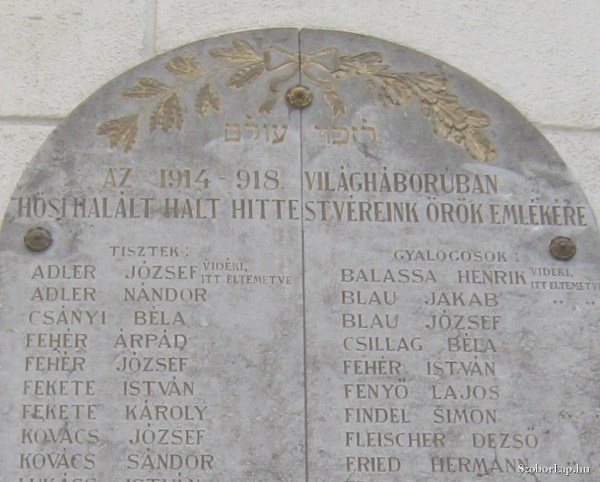 לזכר עולם
AZ 1914-918. VILÁGHÁBORÚBAN
HŐSI HALÁLT HALT HITTESTVÉREINK ÖRÖK EMLÉKÉRE
TISZTEK:
ADLER JÓZSEF VIDÉKI, ITT ELTEMETVE
ADLER NÁNDOR
CSÁNYI BÉLA
FEHÉR ÁRPÁD
FEHÉR JÓZSEF
FEKETE ISTVÁN
FEKETE KÁROLY
KOVÁCS JÓZSEF
KOVÁCS SÁNDOR
LUKÁCS ISTVÁN
GYALOGOSOK:
BALASSA HENRIK VIDÉKI, ITT ELTEMETVE
BLAU JAKAB " "
BLAU JÓZSEF
CSILLAG BÉLA
FEHÉR ISTVÁN
FENYŐ LAJOS
FINDEL SIMON
FLEISCHER DEZSŐ
FRIED HERMANN
SzoborLap.hu